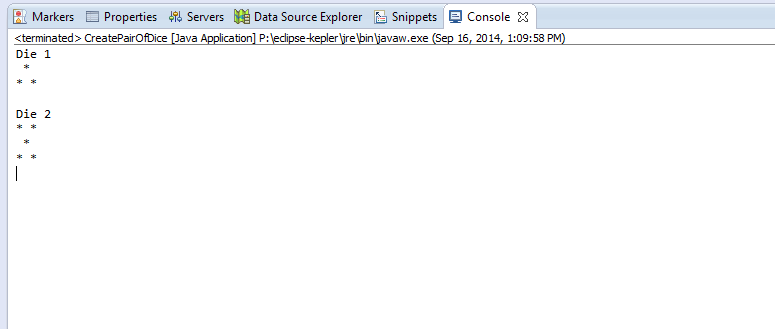 Markers Properties Servers Data Source Explorer Snippets Console
<terminated> CreatePairOfDice [Java Application] P:\eclipse-kepler\jre\bin\javaw.exe (Sep 16, 2014, 1:09:58 PM)
Die 1
 *
* *

Die 2
* *
 *
* *